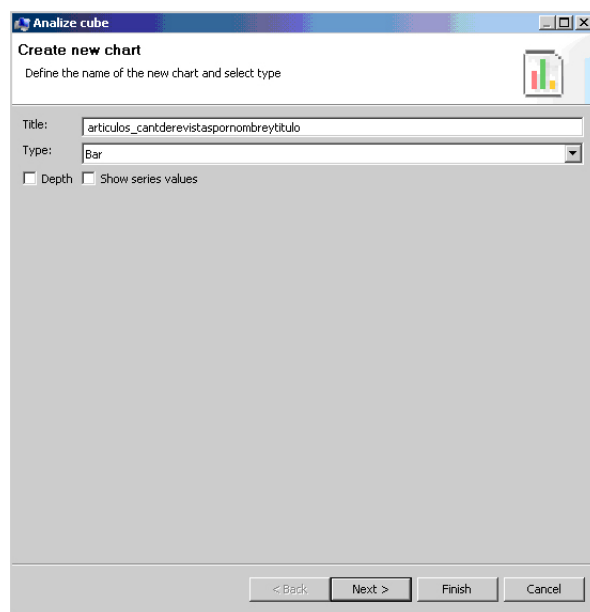 Analize cube
Create new chart
Define the name of the new chart and select type
Title: articulos_cantderevistaspornombreytitulo
Type: Bar
Depth Show series values
< Back Next > Finish Cancel